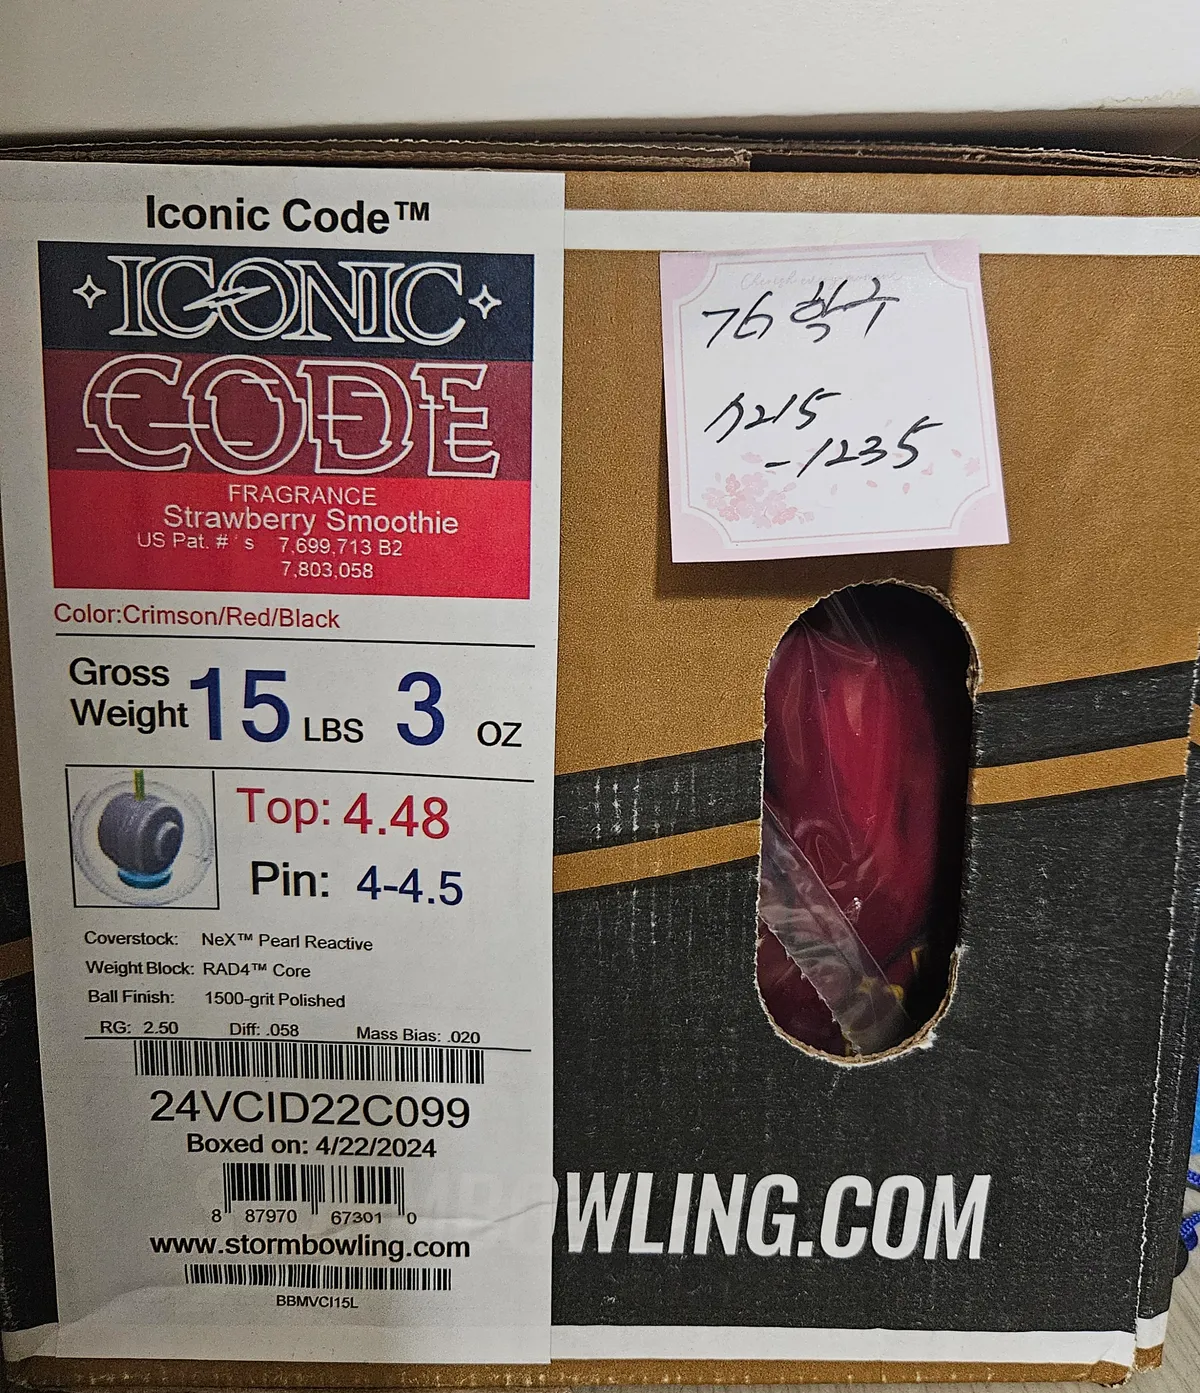 Iconic Code™
ICONIC
CODE
FRAGRANCE
Strawberry Smoothie
US Pat. # ' s 7,699,713 B2
7,803,058
Color:Crimson/Red/Black
Gross Weight 15 LBS 3 OZ
Top: 4.48
Pin: 4-4.5
Coverstock: NeX™ Pearl Reactive
Weight Block: RAD4™ Core
Ball Finish: 1500-grit Polished
RG: 2.50 Diff: .058 Mass Bias: .020
24VCID22C099
Boxed on: 4/22/2024
8 87970 67301 0
www.stormbowling.com
BBMVCI15L
76
-1235
OWLING.COM